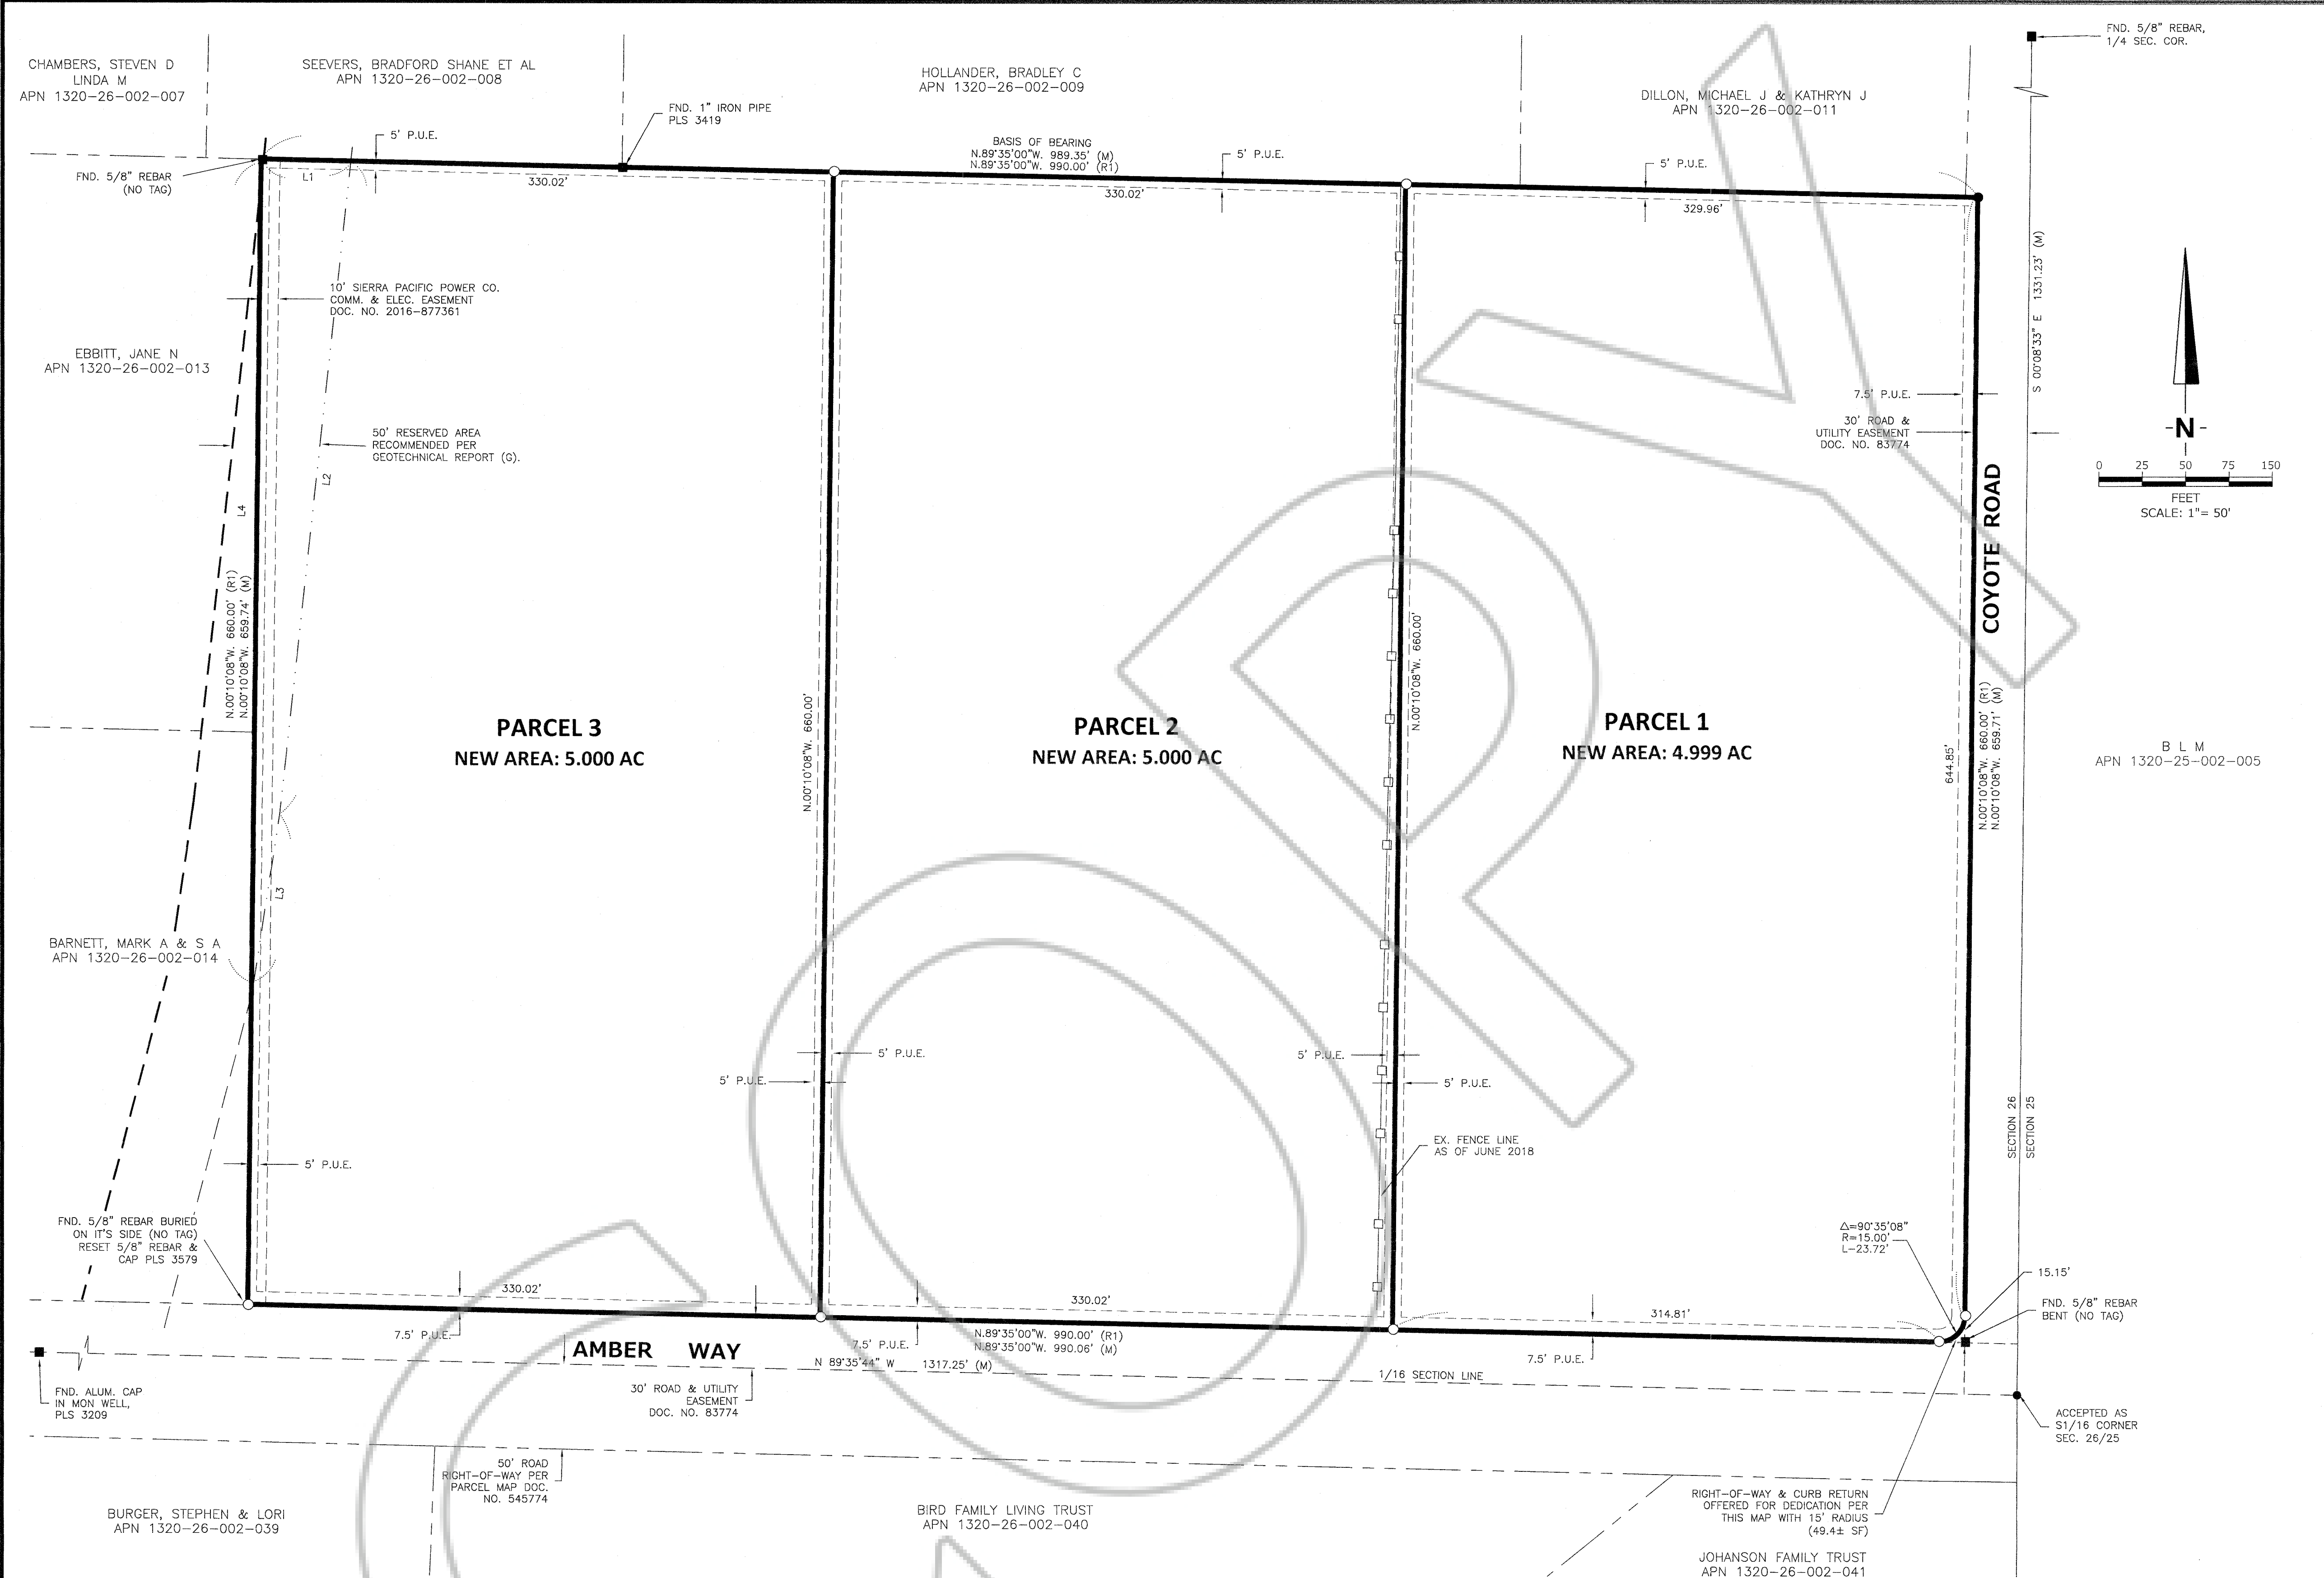 CHAMBERS, STEVEN D
LINDA M
APN 1320-26-002-007
SEEVERS, BRADFORD SHANE ET AL
APN 1320-26-002-008
HOLLANDER, BRADLEY C
APN 1320-26-002-009
DILLON, MICHAEL J & KATHRYN J
APN 1320-26-002-011
FND. 5/8" REBAR,
1/4 SEC. COR.
FND. 1" IRON PIPE
PLS 3419
5' P.U.E.
BASIS OF BEARING
N.89°35'00"W. 989.35' (M)
N.89°35'00"W. 990.00' (R1)
5' P.U.E.
5' P.U.E.
FND. 5/8" REBAR
(NO TAG)
L1
330.02'
330.02'
329.96'
S 00°08'33" E 1331.23' (M)
10' SIERRA PACIFIC POWER CO.
COMM. & ELEC. EASEMENT
DOC. NO. 2016-877361
EBBITT, JANE N
APN 1320-26-002-013
50' RESERVED AREA
RECOMMENDED PER
GEOTECHNICAL REPORT (G).
L2
L4
7.5' P.U.E.
30' ROAD &
UTILITY EASEMENT
DOC. NO. 83774
-N-
0 25 50 75 150
FEET
SCALE: 1"= 50'
COYOTE ROAD
N.00°10'08"W. 660.00' (R1)
N.00°10'08"W. 659.74' (M)
N.00°10'08"W. 660.00'
N.00°10'08"W. 660.00'
644.85'
N.00°10'08"W. 660.00' (R1)
N.00°10'08"W. 659.71' (M)
PARCEL 3
NEW AREA: 5.000 AC
PARCEL 2
NEW AREA: 5.000 AC
PARCEL 1
NEW AREA: 4.999 AC
B L M
APN 1320-25-002-005
L3
BARNETT, MARK A & S A
APN 1320-26-002-014
5' P.U.E.
5' P.U.E.
5' P.U.E.
5' P.U.E.
EX. FENCE LINE
AS OF JUNE 2018
SECTION 26
SECTION 25
5' P.U.E.
FND. 5/8" REBAR BURIED
ON IT'S SIDE (NO TAG)
RESET 5/8" REBAR &
CAP PLS 3579
△=90°35'08"
R=15.00'
L=23.72'
15.15'
FND. 5/8" REBAR
BENT (NO TAG)
330.02'
330.02'
314.81'
7.5' P.U.E.
7.5' P.U.E.
7.5' P.U.E.
AMBER WAY
N.89°35'00"W. 990.00' (R1)
N.89°35'00"W. 990.06' (M)
N 89°35'44" W 1317.25' (M)
1/16 SECTION LINE
30' ROAD & UTILITY
EASEMENT
DOC. NO. 83774
FND. ALUM. CAP
IN MON WELL,
PLS 3209
ACCEPTED AS
S1/16 CORNER
SEC. 26/25
50' ROAD
RIGHT-OF-WAY PER
PARCEL MAP DOC.
NO. 545774
BURGER, STEPHEN & LORI
APN 1320-26-002-039
BIRD FAMILY LIVING TRUST
APN 1320-26-002-040
RIGHT-OF-WAY & CURB RETURN
OFFERED FOR DEDICATION PER
THIS MAP WITH 15' RADIUS
(49.4± SF)
JOHANSON FAMILY TRUST
APN 1320-26-002-041
COPY